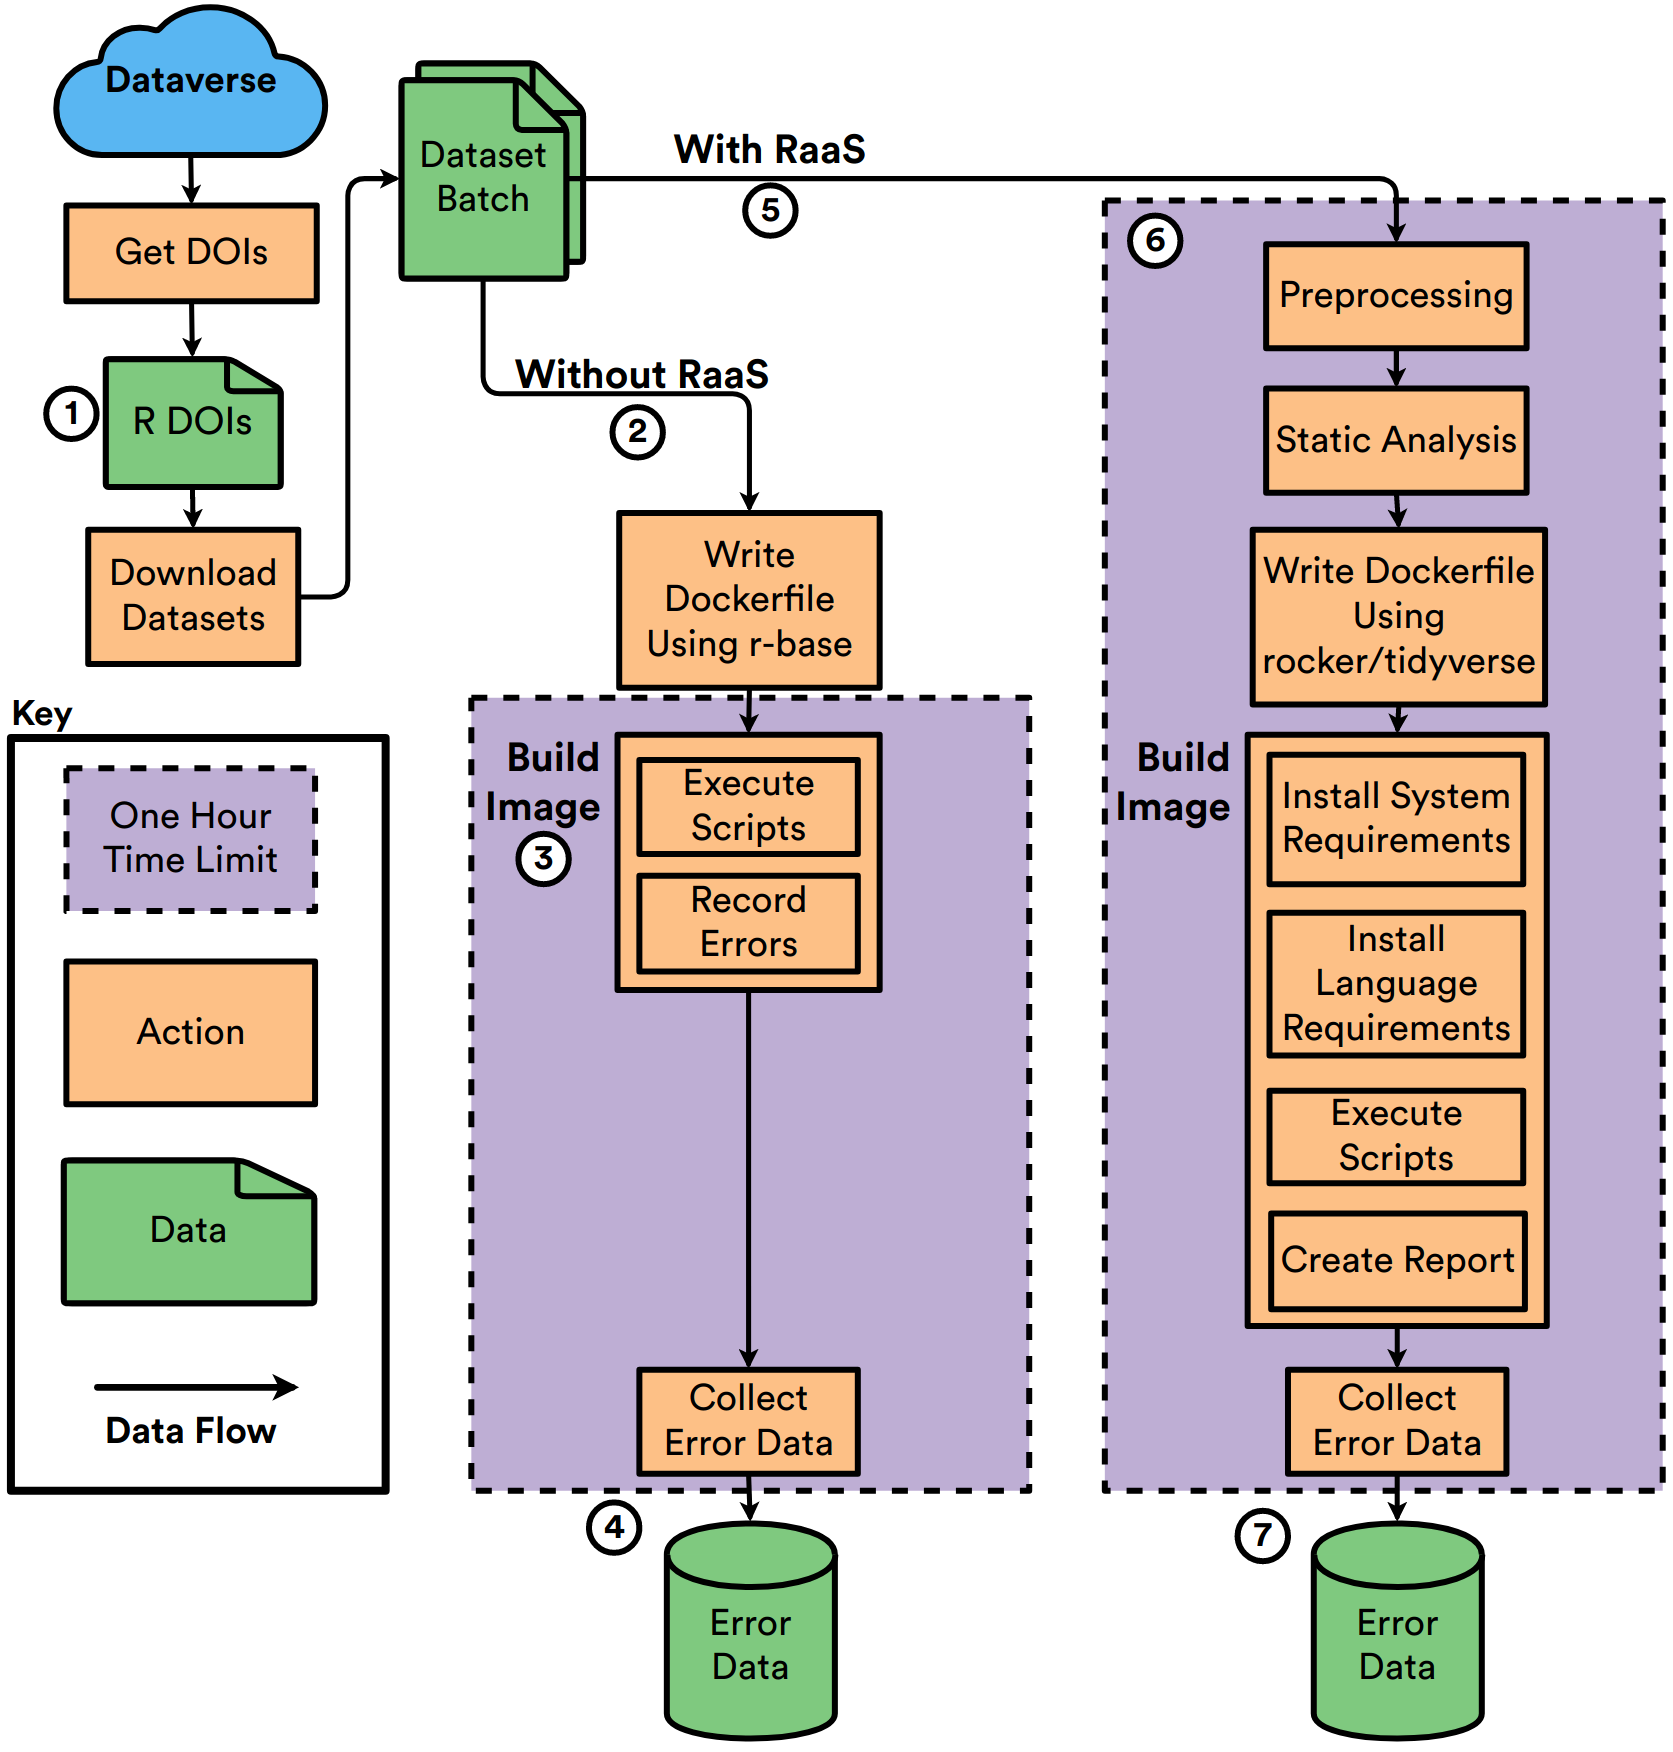 Dataverse
Get DOIs
1
R DOIs
Download
Datasets
Dataset
Batch
With RaaS
5
Without RaaS
2
Write
Dockerfile
Using r-base
Build
Image
3
Execute
Scripts
Record
Errors
Collect
Error Data
4
Error
Data
6
Preprocessing
Static Analysis
Write Dockerfile
Using
rocker/tidyverse
Build
Image
Install System
Requirements
Install
Language
Requirements
Execute
Scripts
Create Report
Collect
Error Data
7
Error
Data
Key
One Hour
Time Limit
Action
Data
Data Flow